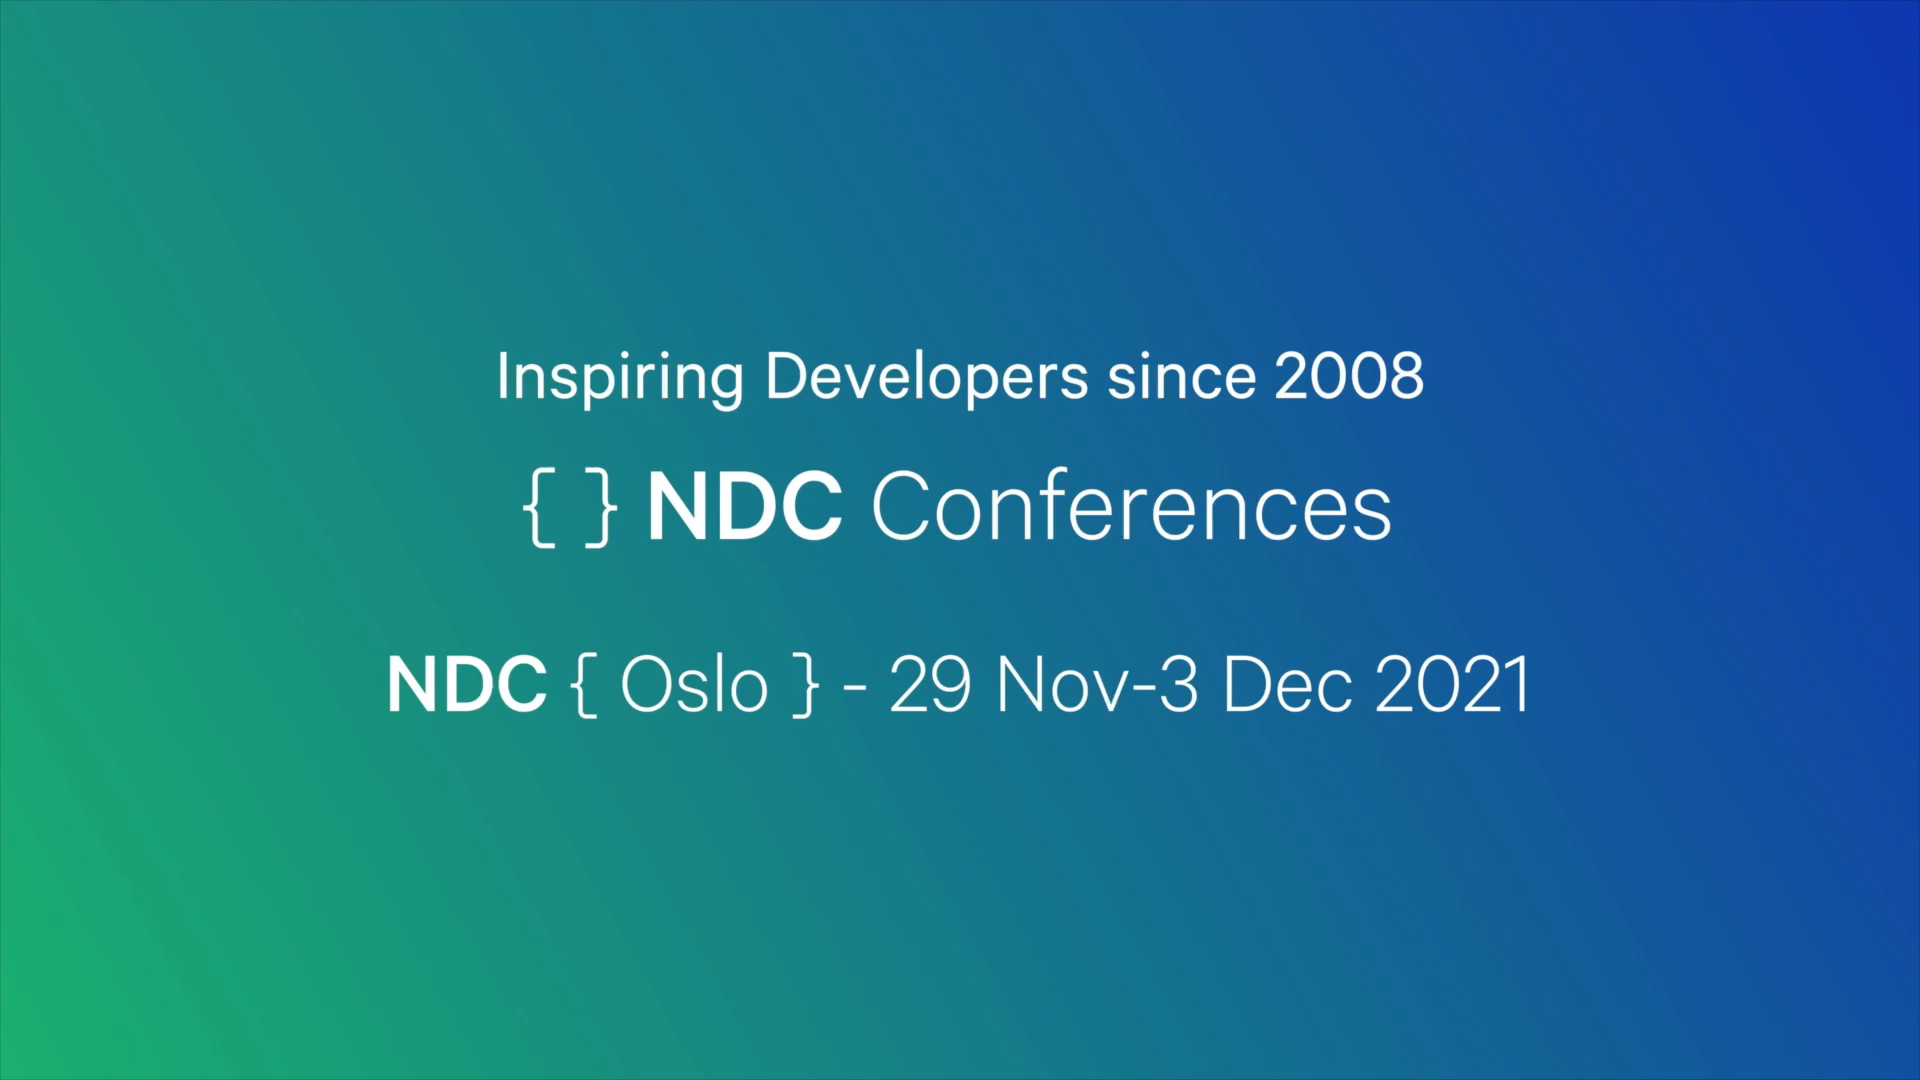 Inspiring Developers since 2008
{ } NDC Conferences
NDC { Oslo } - 29 Nov-3 Dec 2021